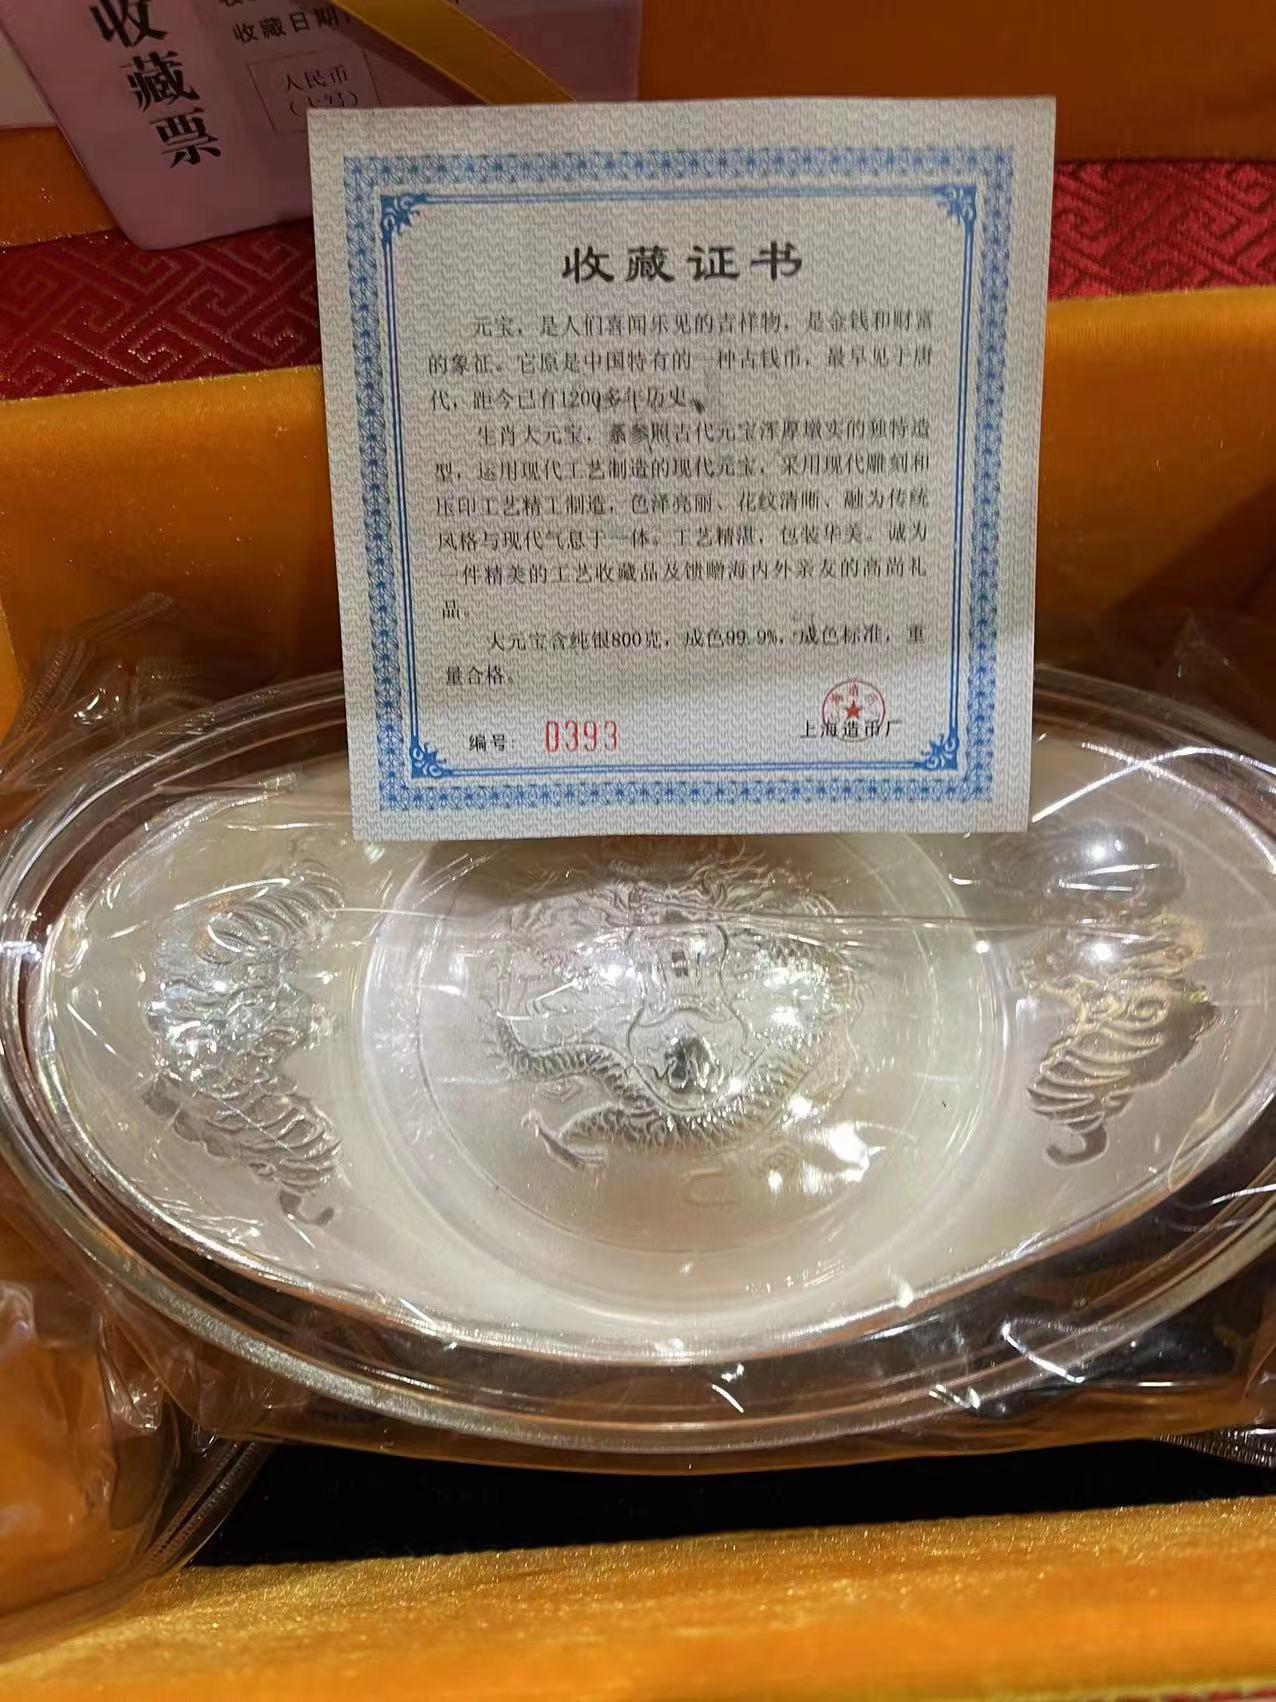 收藏票
收藏日期
人民币
(大写)
收藏证书
元宝，是人们喜闻乐见的吉祥物，是金钱和财富
的象征。它原是中国特有的一种古钱币，最早见于唐
代，距今已有1200多年历史。
生肖大元宝，系参照古代元宝浑厚墩实的独特造
型，运用现代工艺制造的现代元宝，采用现代雕刻和
压印工艺精工制造，色泽亮丽、花纹清晰、融为传统
风格与现代气息于一体。工艺精湛，包装华美。诚为
一件精美的工艺收藏品及馈赠海内外亲友的高尚礼
品。
大元宝含纯银800克，成色99.9%，成色标准，重
量合格。
编号：0393
上海造币厂